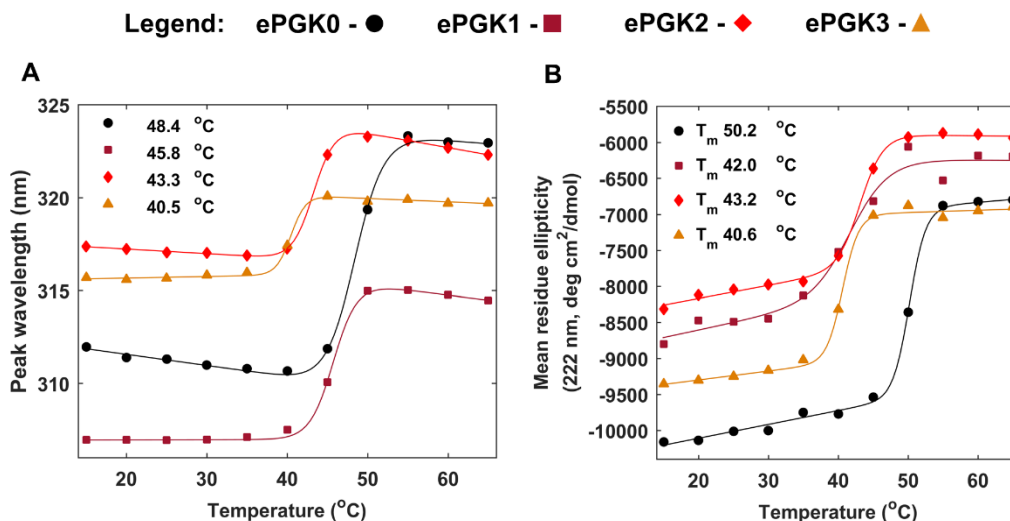 Legend: ePGK0 - ePGK1 - ePGK2 - ePGK3 -
A
325
320
315
310
Peak wavelength (nm)
48.4 °C
45.8 °C
43.3 °C
40.5 °C
20 30 40 50 60
Temperature (°C)
B
-5500
-6000
-6500
-7000
-7500
-8000
-8500
-9000
-9500
-10000
Mean residue ellipticity
(222 nm, deg cm²/dmol)
Tm 50.2 °C
Tm 42.0 °C
Tm 43.2 °C
Tm 40.6 °C
20 30 40 50 60
Temperature (°C)